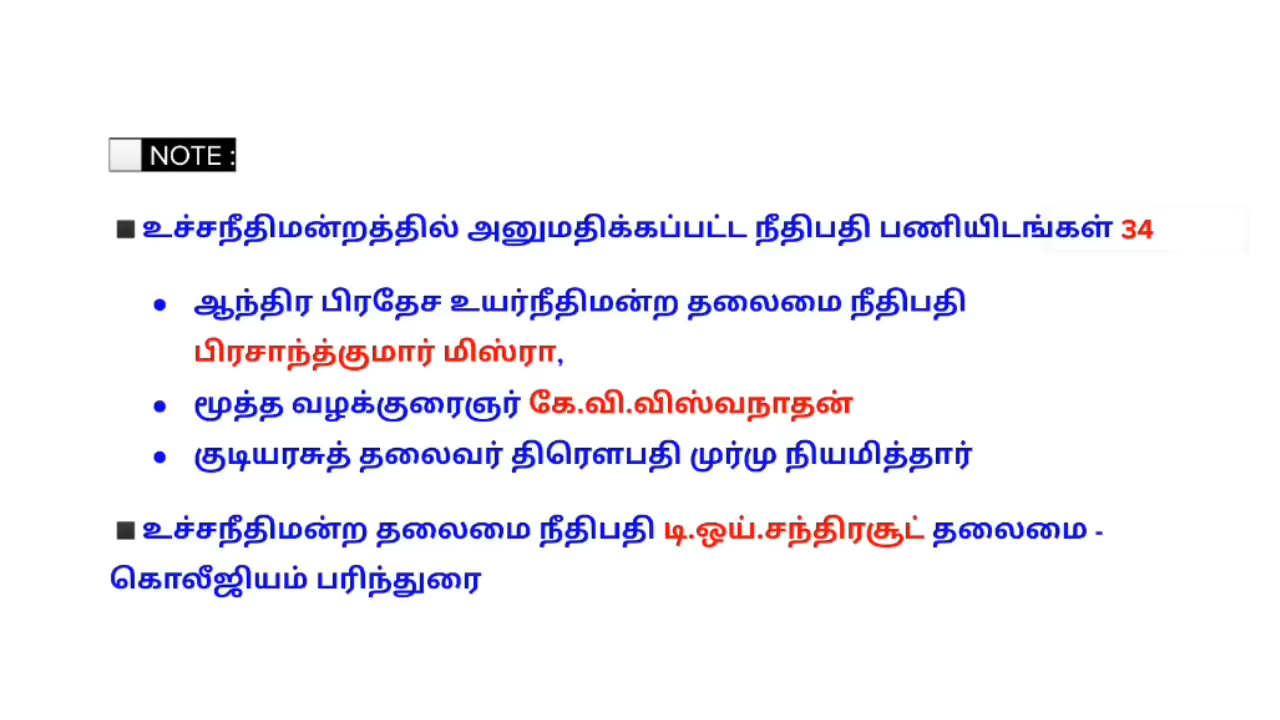 NOTE :
◾உச்சநீதிமன்றத்தில் அனுமதிக்கப்பட்ட நீதிபதி பணியிடங்கள் 34
● ஆந்திர பிரதேச உயர்நீதிமன்ற தலைமை நீதிபதி
பிரசாந்த்குமார் மிஸ்ரா,
● மூத்த வழக்குரைஞர் கே.வி.விஸ்வநாதன்
● குடியரசுத் தலைவர் திரௌபதி முர்மு நியமித்தார்
◾உச்சநீதிமன்ற தலைமை நீதிபதி டி.ஒய்.சந்திரசூட் தலைமை -
கொலீஜியம் பரிந்துரை